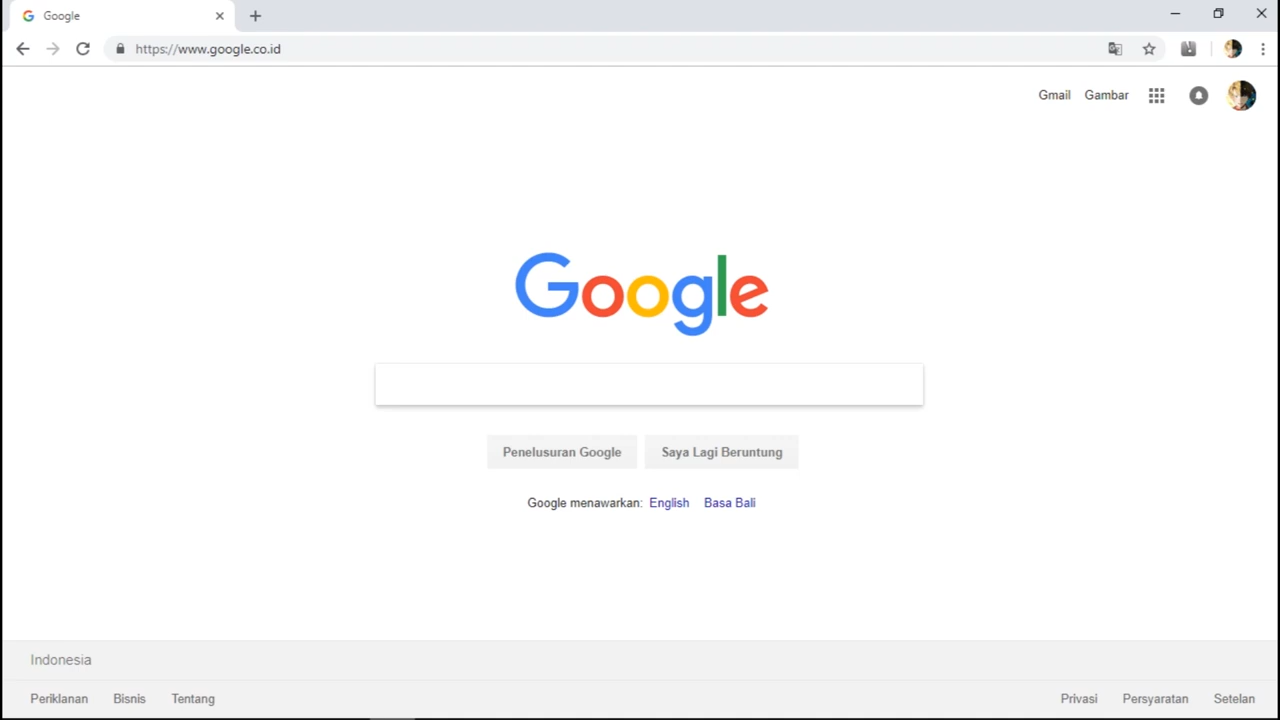 Google
https://www.google.co.id
Gmail Gambar
Google
Penelusuran Google Saya Lagi Beruntung
Google menawarkan: English Basa Bali
Indonesia
Periklanan Bisnis Tentang Privasi Persyaratan Setelan